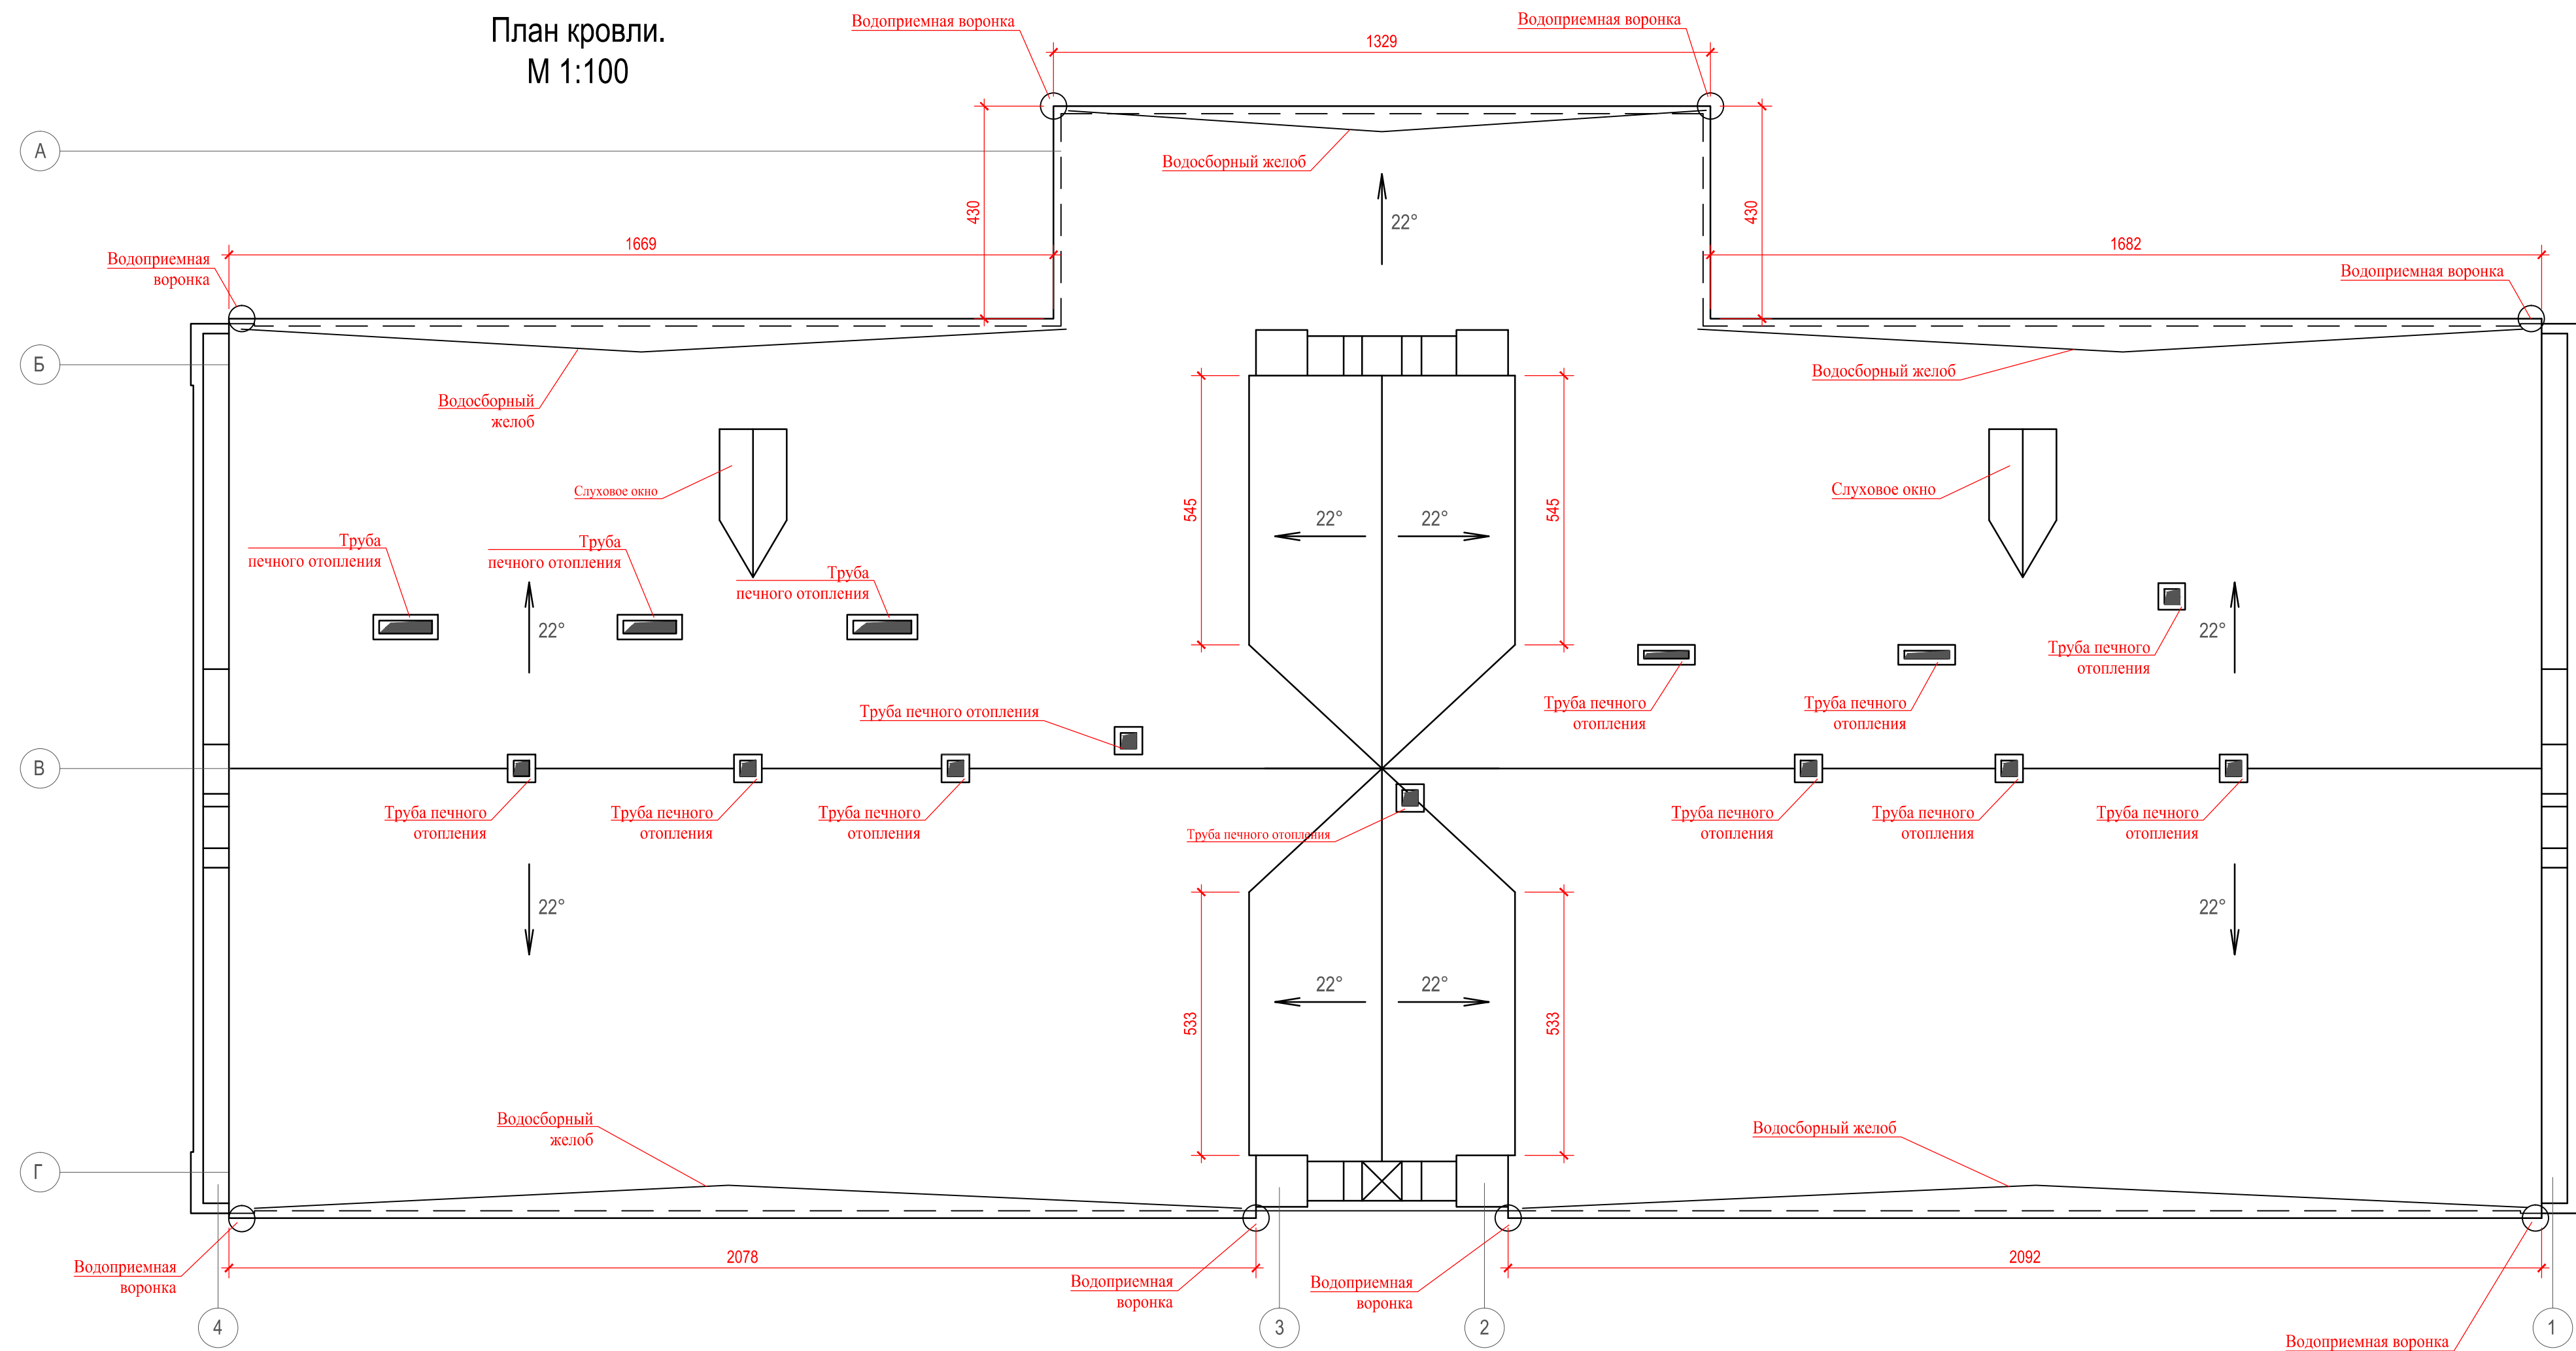 План кровли.
М 1:100
Водоприемная воронка
Водоприемная воронка
1329
А
Водосборный желоб
430
430
22°
1669
1682
Водоприемная
воронка
Водоприемная воронка
Б
Водосборный
желоб
Водосборный желоб
Слуховое окно
Слуховое окно
545
545
22°
22°
Труба
печного отопления
Труба
печного отопления
Труба
печного отопления
22°
22°
Труба печного
отопления
Труба печного
отопления
Труба печного
отопления
Труба печного отопления
В
Труба печного
отопления
Труба печного
отопления
Труба печного
отопления
Труба печного отопления
Труба печного
отопления
Труба печного
отопления
Труба печного
отопления
22°
22°
22°
22°
533
533
Водосборный
желоб
Водосборный желоб
Г
2078
2092
Водоприемная
воронка
Водоприемная
воронка
Водоприемная
воронка
Водоприемная воронка
4
3
2
1